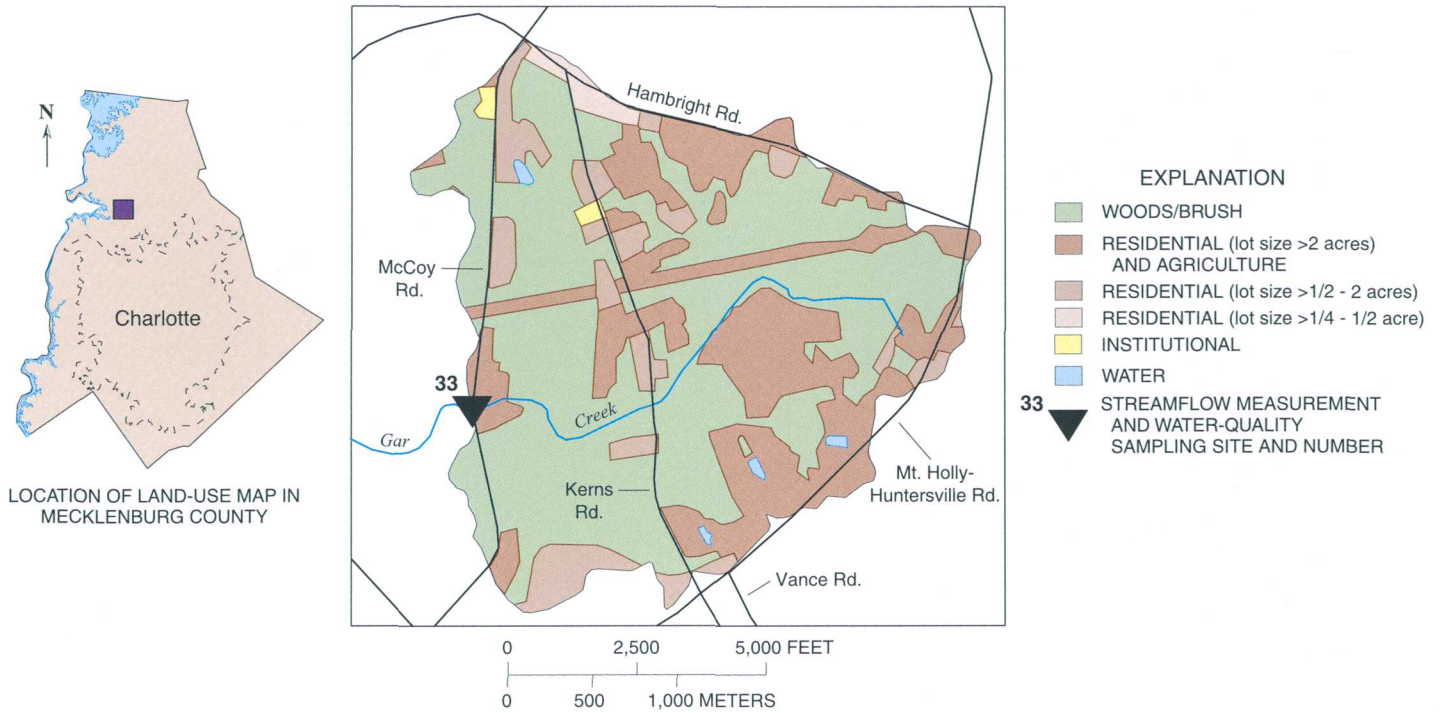 N
Charlotte
LOCATION OF LAND-USE MAP IN
MECKLENBURG COUNTY
Hambright Rd.
McCoy
Rd.
33
Gar
Creek
Kerns
Rd.
Mt. Holly-
Huntersville Rd.
Vance Rd.
0 2,500 5,000 FEET
0 500 1,000 METERS
EXPLANATION
WOODS/BRUSH
RESIDENTIAL (lot size >2 acres)
AND AGRICULTURE
RESIDENTIAL (lot size >1/2 - 2 acres)
RESIDENTIAL (lot size >1/4 - 1/2 acre)
INSTITUTIONAL
WATER
33 STREAMFLOW MEASUREMENT
AND WATER-QUALITY
SAMPLING SITE AND NUMBER